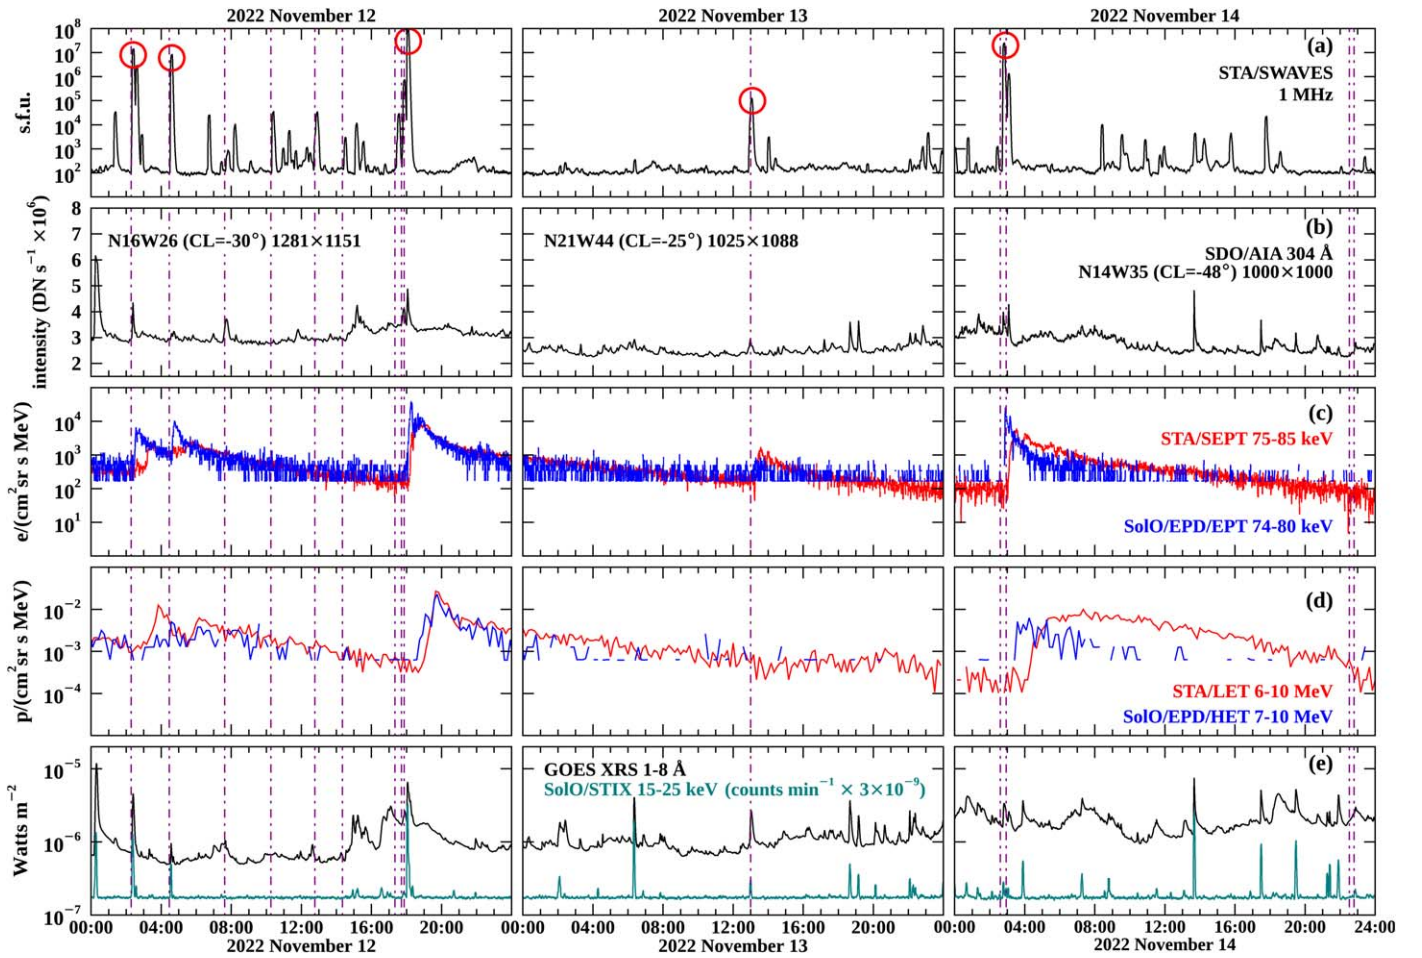 2022 November 12 2022 November 13 2022 November 14
10^8
10^7
10^6
10^5
10^4
10^3
10^2
s.f.u.
(a)
STA/SWAVES
1 MHz
8
7
6
5
4
3
2
intensity (DN s^−1 ×10^6)
N16W26 (CL=-30°) 1281×1151
N21W44 (CL=-25°) 1025×1088
(b)
SDO/AIA 304 Å
N14W35 (CL=-48°) 1000×1000
10^4
10^3
10^2
10^1
e/(cm^2 sr s MeV)
(c)
STA/SEPT 75-85 keV
SolO/EPD/EPT 74-80 keV
10^−2
10^−3
10^−4
p/(cm^2 sr s MeV)
(d)
STA/LET 6-10 MeV
SolO/EPD/HET 7-10 MeV
10^−5
10^−6
10^−7
Watts m^−2
GOES XRS 1-8 Å
SolO/STIX 15-25 keV (counts min^−1 × 3×10^−9)
(e)
00:00 04:00 08:00 12:00 16:00 20:00 00:00 04:00 08:00 12:00 16:00 20:00 00:00 04:00 08:00 12:00 16:00 20:00 24:00
2022 November 12 2022 November 13 2022 November 14